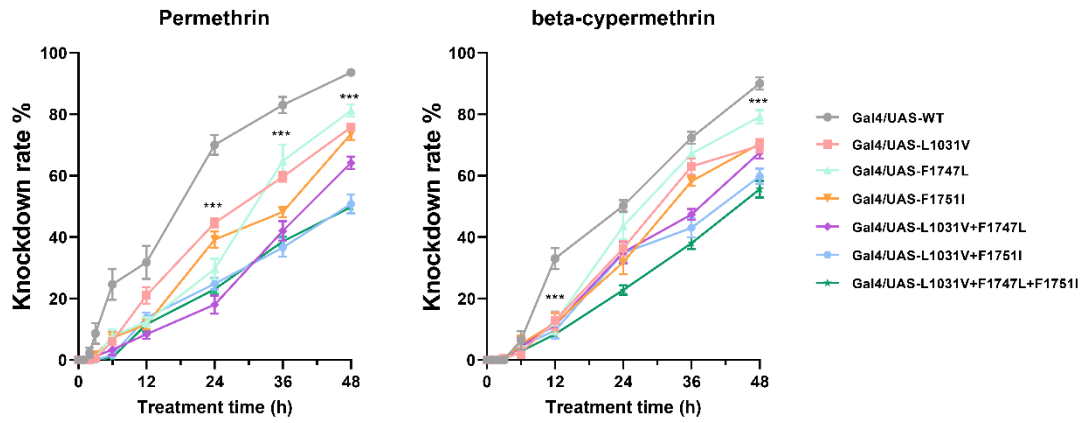 Permethrin
100
80
60
40
20
0
Knockdown rate %
***
***
***
0 12 24 36 48
Treatment time (h)
beta-cypermethrin
100
80
60
40
20
0
Knockdown rate %
***
***
0 12 24 36 48
Treatment time (h)
Gal4/UAS-WT
Gal4/UAS-L1031V
Gal4/UAS-F1747L
Gal4/UAS-F1751I
Gal4/UAS-L1031V+F1747L
Gal4/UAS-L1031V+F1751I
Gal4/UAS-L1031V+F1747L+F1751I